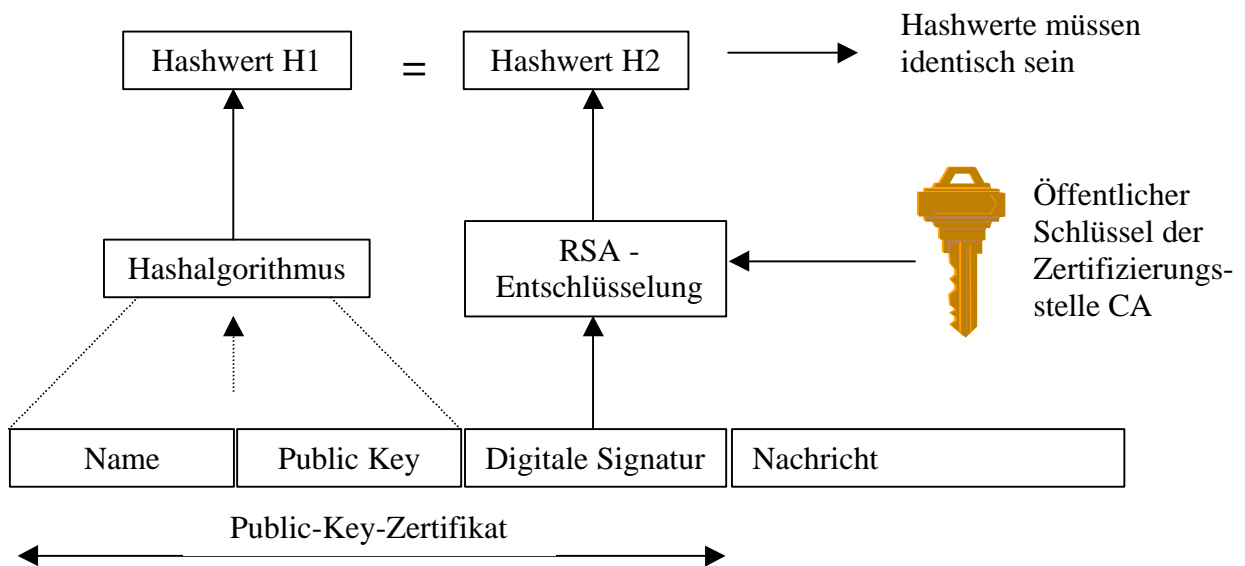 Hashwert H1
=
Hashwert H2
Hashwerte müssen
identisch sein
Hashalgorithmus
RSA -
Entschlüsselung
Öffentlicher
Schlüssel der
Zertifizierungs-
stelle CA
Name
Public Key
Digitale Signatur
Nachricht
Public-Key-Zertifikat